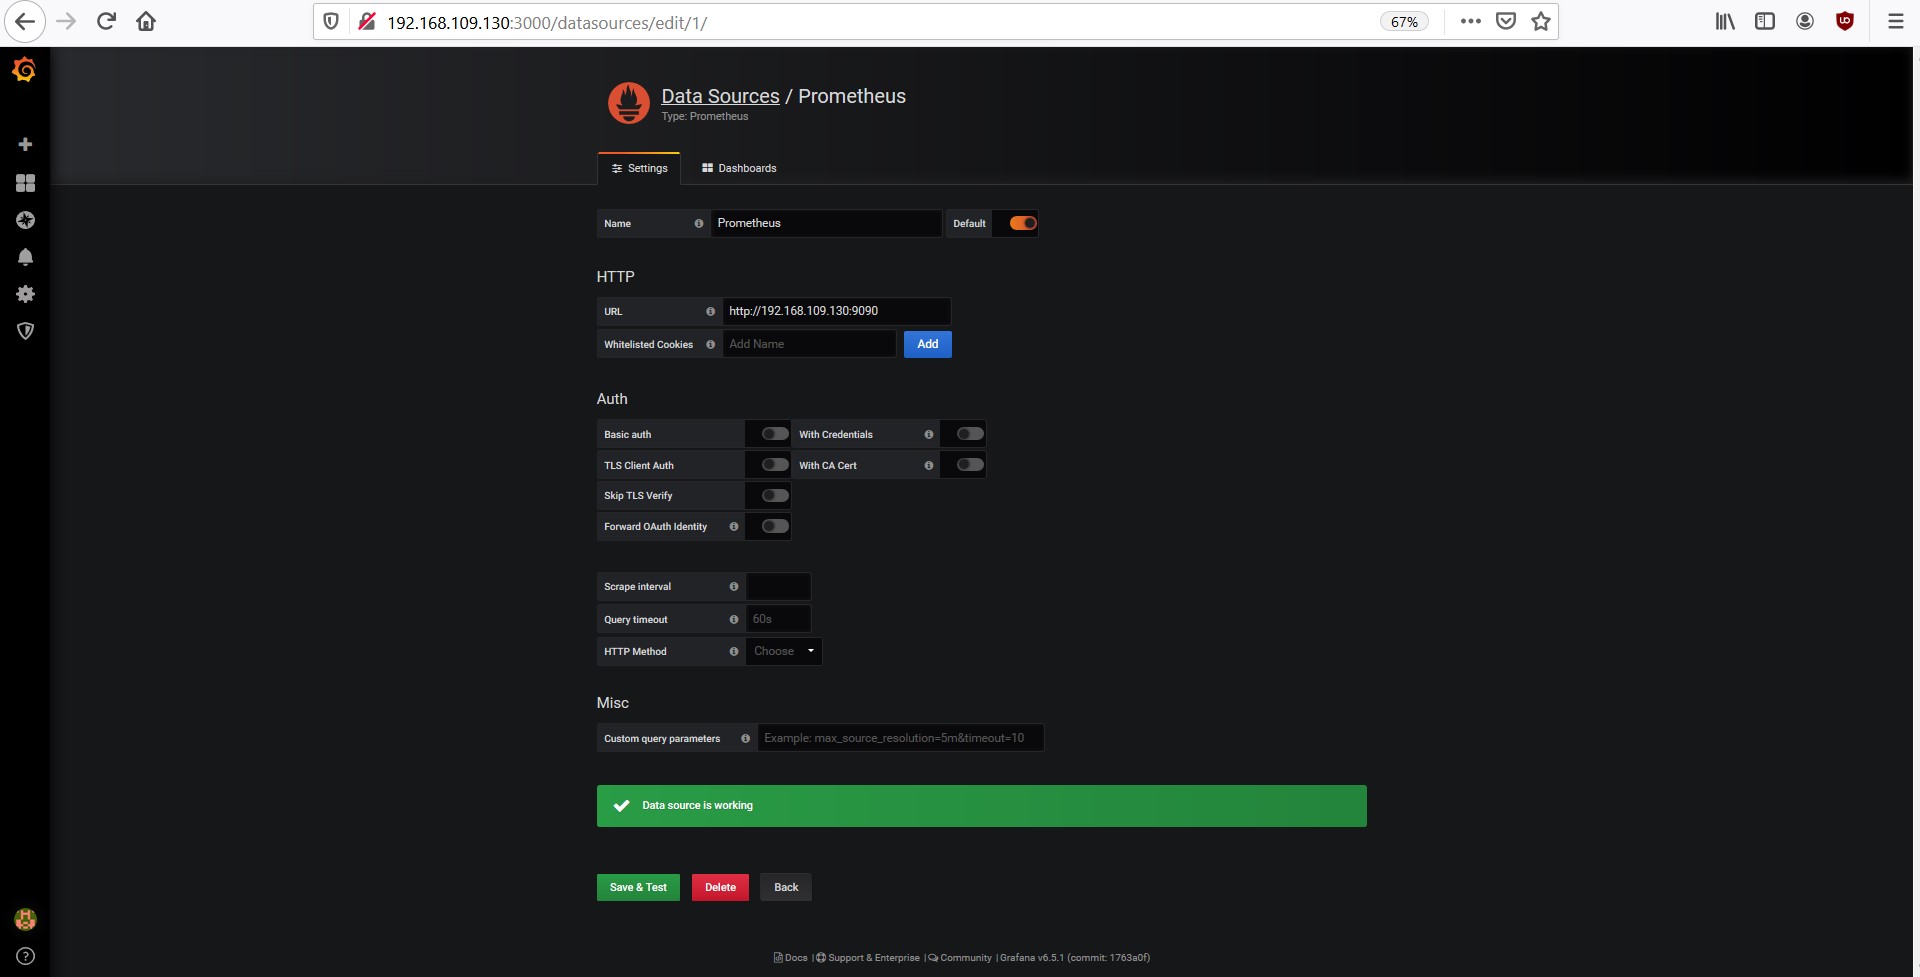 192.168.109.130:3000/datasources/edit/1/
67%
Data Sources / Prometheus
Type: Prometheus
Settings
Dashboards
Name
Prometheus
Default
HTTP
URL
http://192.168.109.130:9090
Whitelisted Cookies
Add Name
Add
Auth
Basic auth
With Credentials
TLS Client Auth
With CA Cert
Skip TLS Verify
Forward OAuth Identity
Scrape interval
Query timeout
60s
HTTP Method
Choose
Misc
Custom query parameters
Example: max_source_resolution=5m&timeout=10
Data source is working
Save & Test
Delete
Back
Docs | Support & Enterprise | Community | Grafana v6.5.1 (commit: 1763a0f)